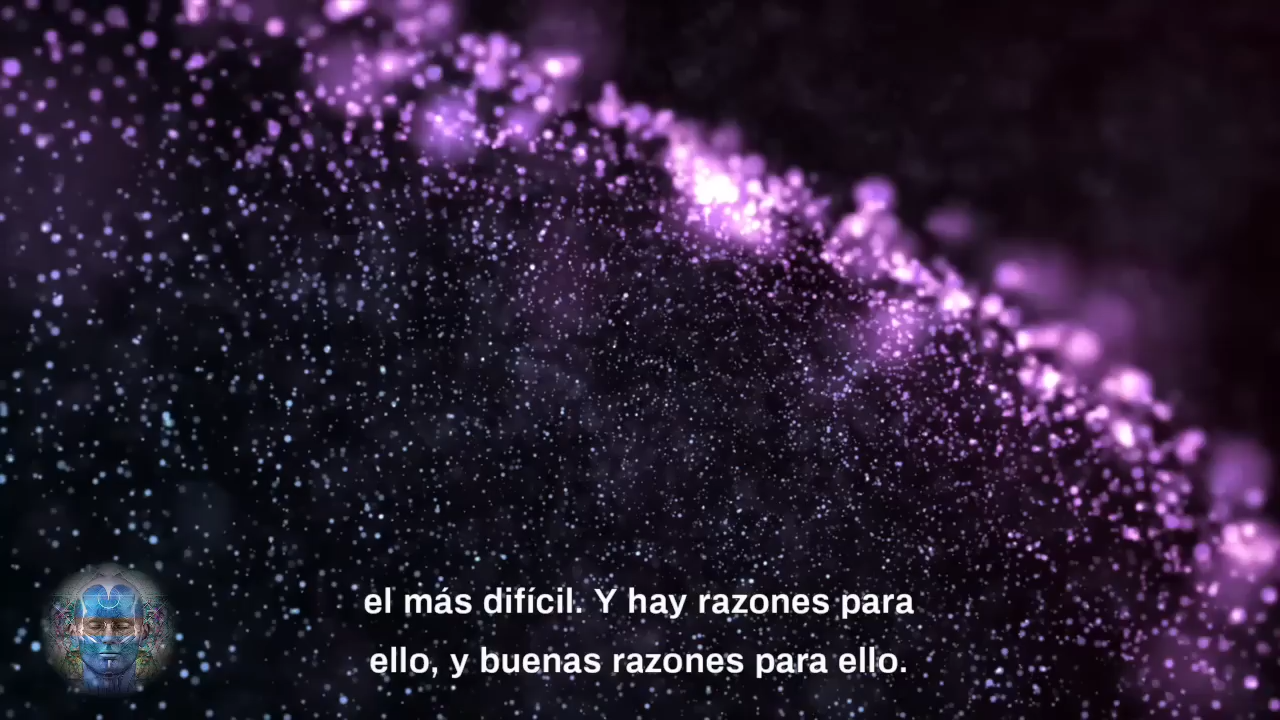 el más difícil. Y hay razones para
ello, y buenas razones para ello.